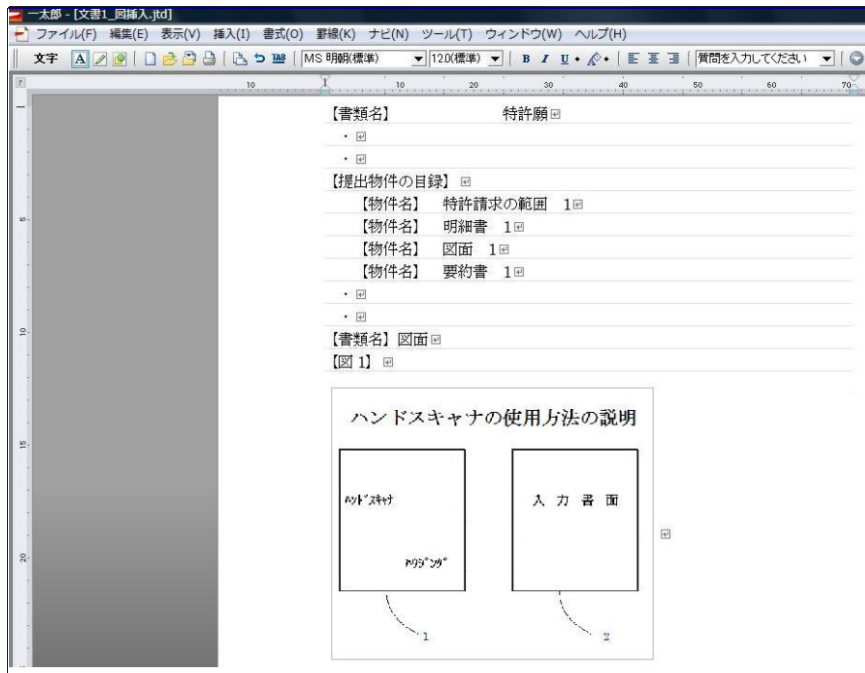 一太郎 - [文書1_図挿入.jtd]
ファイル(F) 編集(E) 表示(V) 挿入(I) 書式(O) 罫線(K) ナビ(N) ツール(T) ウィンドウ(W) ヘルプ(H)
文字 A TAB MS 明朝(標準) 12.0(標準) B I U 質問を入力してください
10 10 20 30 40 50 60 70
【書類名】 特許願
・
・
【提出物件の目録】
【物件名】 特許請求の範囲 1
5
【物件名】 明細書 1
【物件名】 図面 1
【物件名】 要約書 1
・
・
10
【書類名】図面
【図 1】
ハンドスキャナの使用方法の説明
15
ハンドスキャナ
入 力 書 面
20
1
2